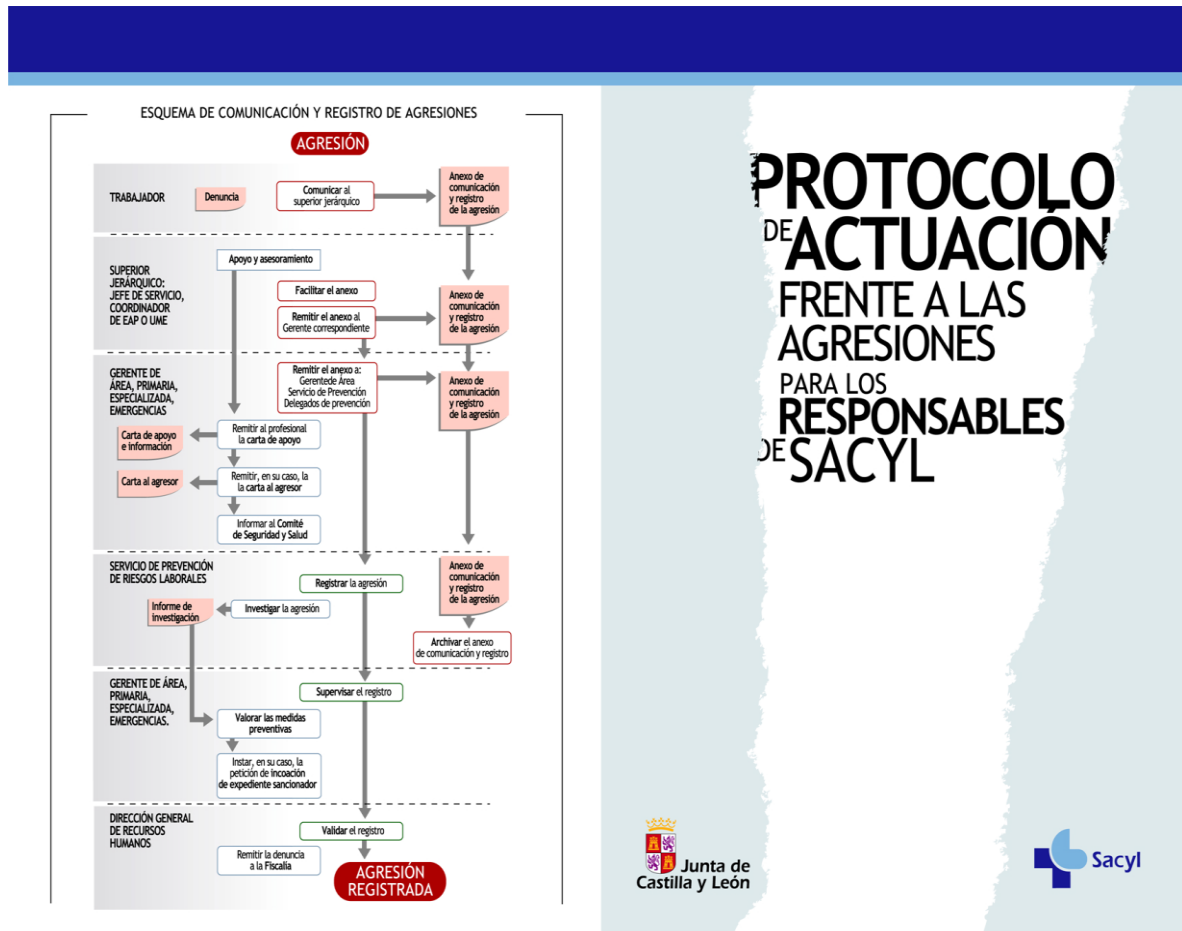 ESQUEMA DE COMUNICACIÓN Y REGISTRO DE AGRESIONES
AGRESIÓN
TRABAJADOR
Denuncia
Comunicar al
superior jerárquico
Anexo de
comunicación
y registro
de la agresión
SUPERIOR
JERÁRQUICO:
JEFE DE SERVICIO,
COORDINADOR
DE EAP O UME
Apoyo y asesoramiento
Facilitar el anexo
Remitir el anexo al
Gerente correspondiente
Anexo de
comunicación
y registro
de la agresión
GERENTE DE
ÁREA, PRIMARIA,
ESPECIALIZADA,
EMERGENCIAS
Remitir el anexo a:
Gerentede Área
Servicio de Prevención
Delegados de prevención
Anexo de
comunicación
y registro
de la agresión
Carta de apoyo
e información
Remitir al profesional
la carta de apoyo
Carta al agresor
Remitir, en su caso, la
la carta al agresor
Informar al Comité
de Seguridad y Salud
SERVICIO DE PREVENCIÓN
DE RIESGOS LABORALES
Registrar la agresión
Anexo de
comunicación
y registro
de la agresión
Informe de
investigación
Investigar la agresión
Archivar el anexo
de comunicación y registro
GERENTE DE ÁREA,
PRIMARIA,
ESPECIALIZADA,
EMERGENCIAS.
Supervisar el registro
Valorar las medidas
preventivas
Instar, en su caso, la
petición de incoación
de expediente sancionador
DIRECCIÓN GENERAL
DE RECURSOS
HUMANOS
Validar el registro
Remitir la denuncia
a la Fiscalía
AGRESIÓN
REGISTRADA
PROTOCOLO
DE ACTUACIÓN
FRENTE A LAS
AGRESIONES
PARA LOS
RESPONSABLES
DE SACYL
Junta de
Castilla y León
Sacyl